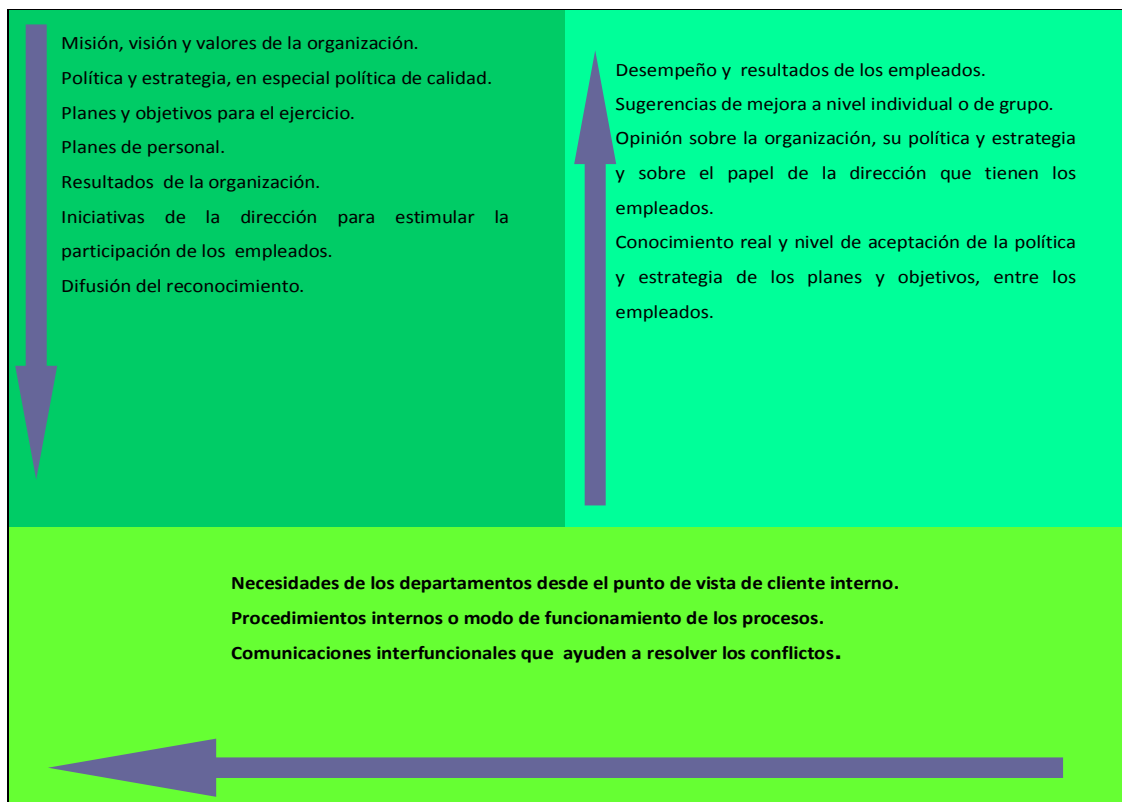 Misión, visión y valores de la organización.
Política y estrategia, en especial política de calidad.
Planes y objetivos para el ejercicio.
Planes de personal.
Resultados de la organización.
Iniciativas de la dirección para estimular la
participación de los empleados.
Difusión del reconocimiento.
Desempeño y resultados de los empleados.
Sugerencias de mejora a nivel individual o de grupo.
Opinión sobre la organización, su política y estrategia
y sobre el papel de la dirección que tienen los
empleados.
Conocimiento real y nivel de aceptación de la política
y estrategia de los planes y objetivos, entre los
empleados.
Necesidades de los departamentos desde el punto de vista de cliente interno.
Procedimientos internos o modo de funcionamiento de los procesos.
Comunicaciones interfuncionales que ayuden a resolver los conflictos.